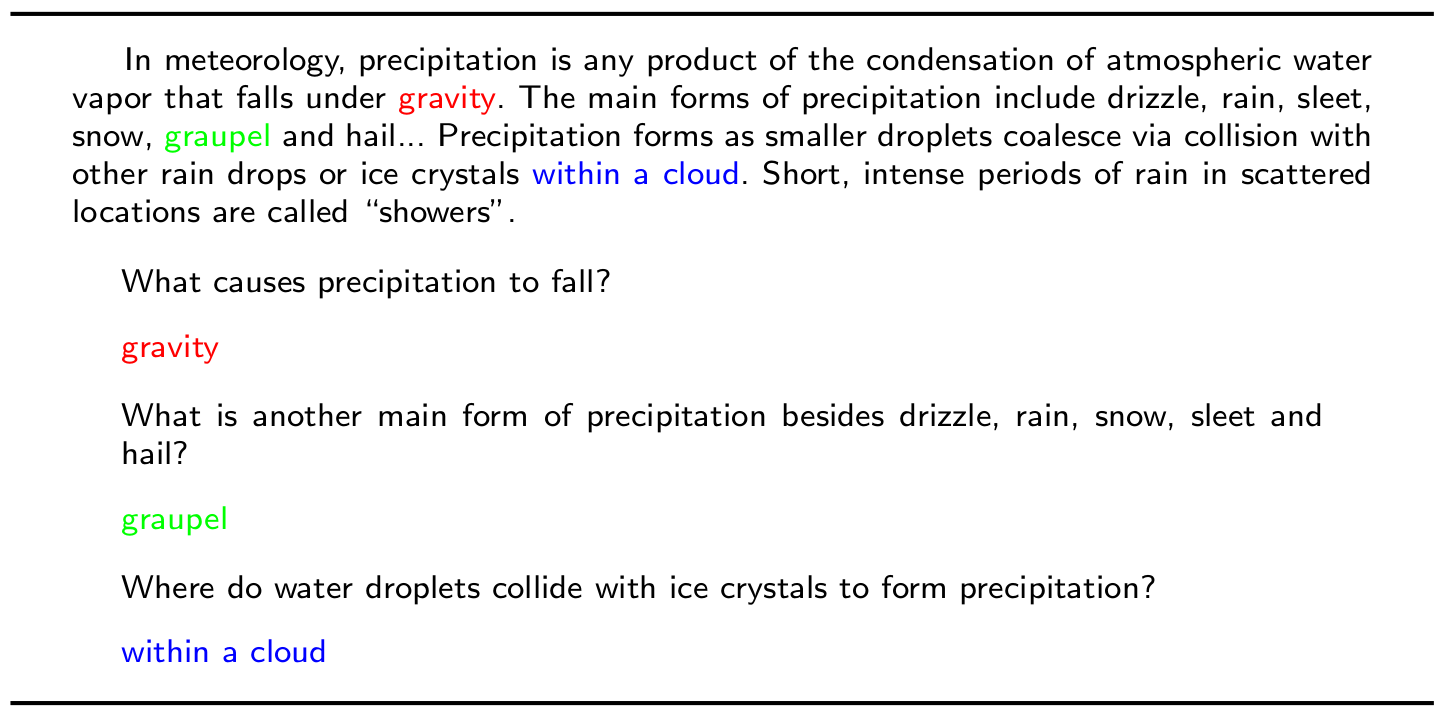 In meteorology, precipitation is any product of the condensation of atmospheric water
vapor that falls under gravity. The main forms of precipitation include drizzle, rain, sleet,
snow, graupel and hail... Precipitation forms as smaller droplets coalesce via collision with
other rain drops or ice crystals within a cloud. Short, intense periods of rain in scattered
locations are called “showers”.
What causes precipitation to fall?
gravity
What is another main form of precipitation besides drizzle, rain, snow, sleet and
hail?
graupel
Where do water droplets collide with ice crystals to form precipitation?
within a cloud